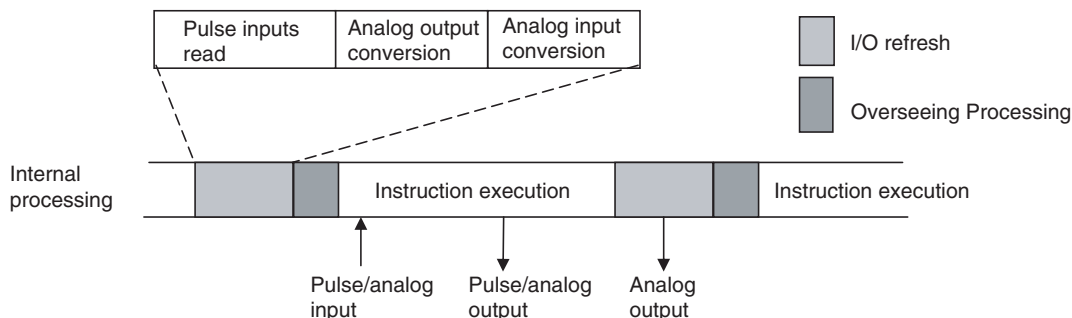 Pulse inputs
read
Analog output
conversion
Analog input
conversion
I/O refresh
Overseeing Processing
Internal
processing
Instruction execution
Instruction execution
Pulse/analog
input
Pulse/analog
output
Analog
output